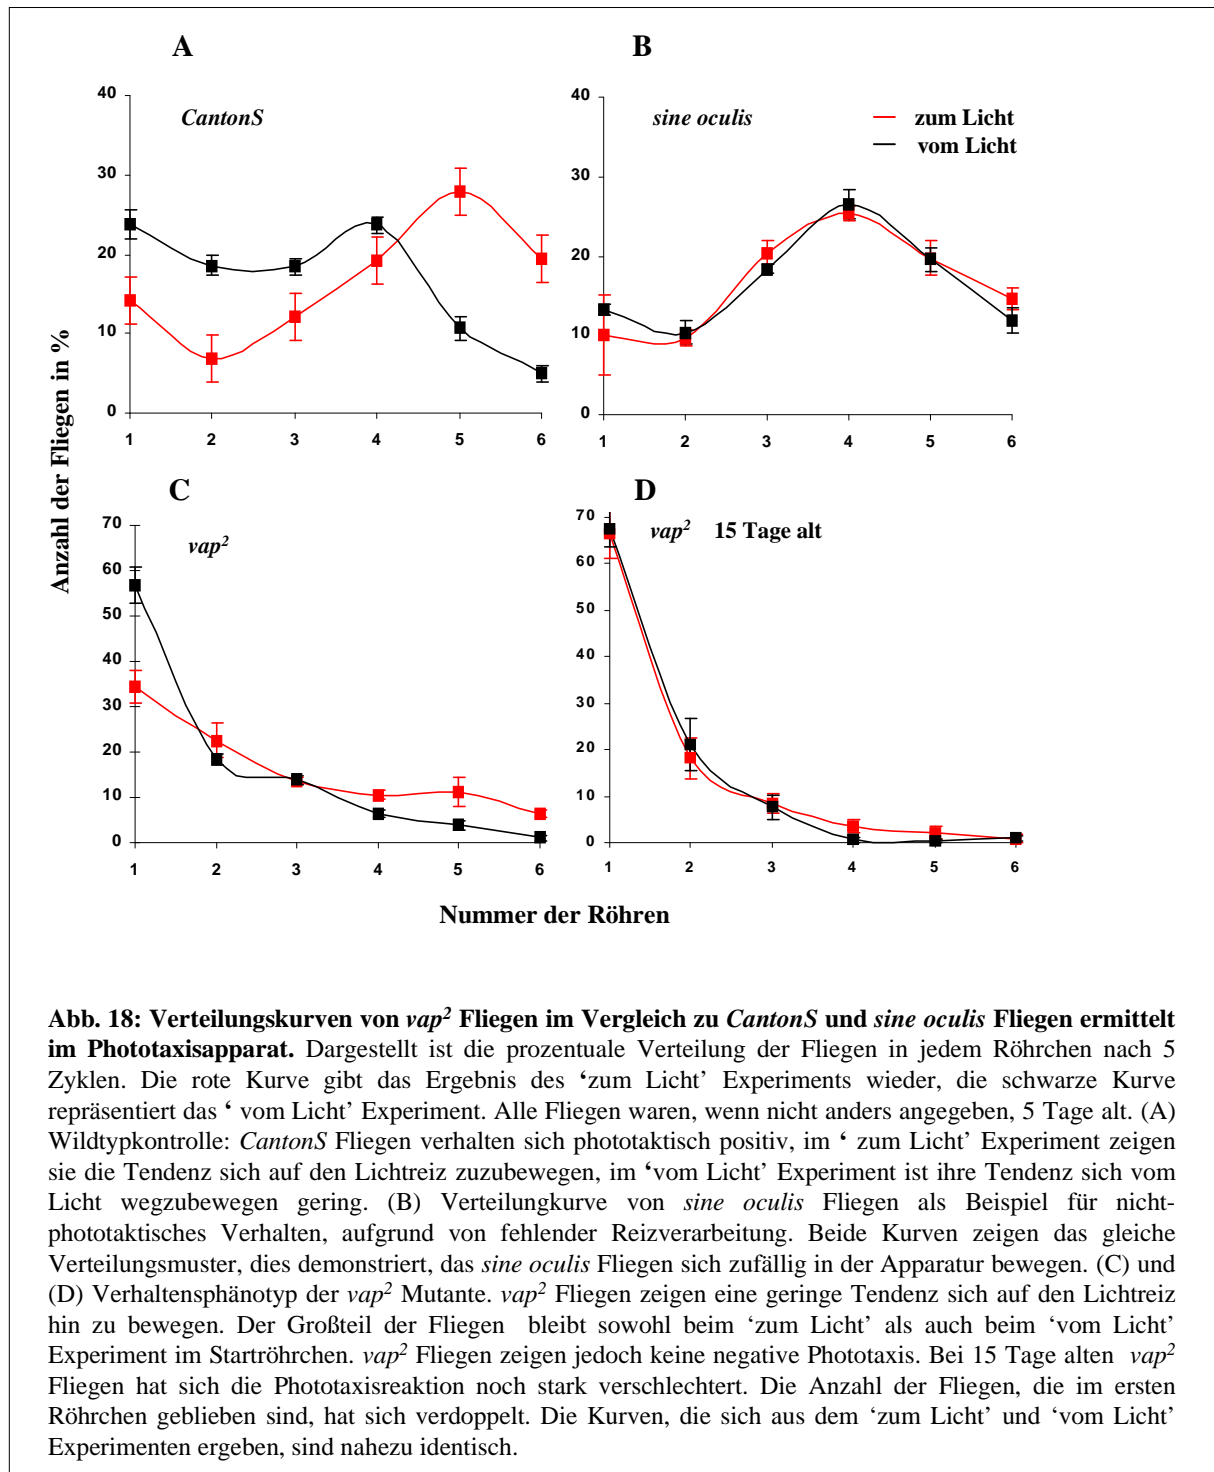 A
B
40
30
20
10
0
CantonS
1 2 3 4 5 6
40
30
20
10
0
sine oculis
zum Licht
vom Licht
1 2 3 4 5 6
Anzahl der Fliegen in %
C
D
70
60
50
40
30
20
10
0
vap²
1 2 3 4 5 6
70
60
50
40
30
20
10
0
vap² 15 Tage alt
1 2 3 4 5 6
Nummer der Röhren
Abb. 18: Verteilungskurven von vap² Fliegen im Vergleich zu CantonS und sine oculis Fliegen ermittelt
im Phototaxisapparat. Dargestellt ist die prozentuale Verteilung der Fliegen in jedem Röhrchen nach 5
Zyklen. Die rote Kurve gibt das Ergebnis des ‘zum Licht’ Experiments wieder, die schwarze Kurve
repräsentiert das ‘ vom Licht’ Experiment. Alle Fliegen waren, wenn nicht anders angegeben, 5 Tage alt. (A)
Wildtypkontrolle: CantonS Fliegen verhalten sich phototaktisch positiv, im ‘ zum Licht’ Experiment zeigen
sie die Tendenz sich auf den Lichtreiz zuzubewegen, im ‘vom Licht’ Experiment ist ihre Tendenz sich vom
Licht wegzubewegen gering. (B) Verteilungkurve von sine oculis Fliegen als Beispiel für nicht-
phototaktisches Verhalten, aufgrund von fehlender Reizverarbeitung. Beide Kurven zeigen das gleiche
Verteilungsmuster, dies demonstriert, das sine oculis Fliegen sich zufällig in der Apparatur bewegen. (C) und
(D) Verhaltensphänotyp der vap² Mutante. vap² Fliegen zeigen eine geringe Tendenz sich auf den Lichtreiz
hin zu bewegen. Der Großteil der Fliegen bleibt sowohl beim ‘zum Licht’ als auch beim ‘vom Licht’
Experiment im Startröhrchen. vap² Fliegen zeigen jedoch keine negative Phototaxis. Bei 15 Tage alten vap²
Fliegen hat sich die Phototaxisreaktion noch stark verschlechtert. Die Anzahl der Fliegen, die im ersten
Röhrchen geblieben sind, hat sich verdoppelt. Die Kurven, die sich aus dem ‘zum Licht’ und ‘vom Licht’
Experimenten ergeben, sind nahezu identisch.